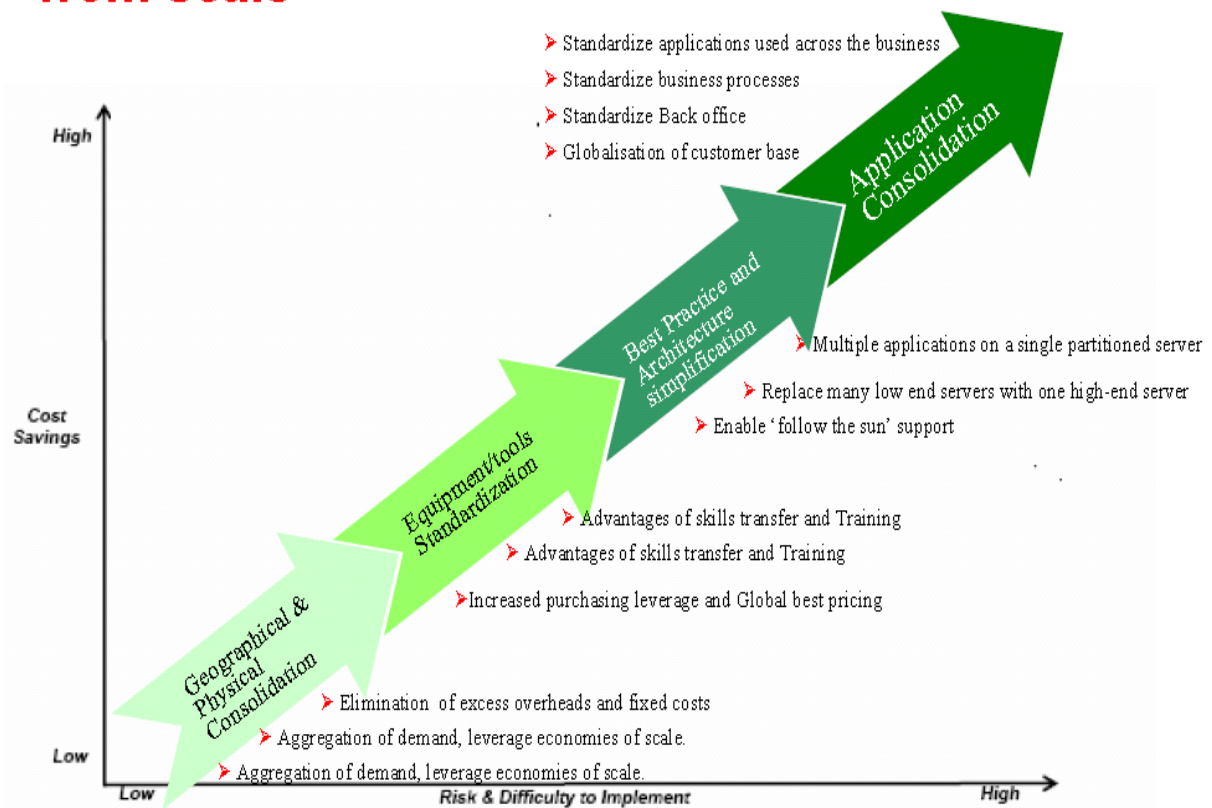 from Scale
Standardize applications used across the business
Standardize business processes
Standardize Back office
Globalisation of customer base
High
Application
Consolidation
Best Practice and
Architecture
simplification
Multiple applications on a single partitioned server
Replace many low end servers with one high-end server
Enable ‘follow the sun’ support
Cost
Savings
Equipment/tools
Standardization
Advantages of skills transfer and Training
Advantages of skills transfer and Training
Increased purchasing leverage and Global best pricing
Geographical &
Physical
Consolidation
Elimination of excess overheads and fixed costs
Aggregation of demand, leverage economies of scale.
Aggregation of demand, leverage economies of scale.
Low
Low
Risk & Difficulty to Implement
High